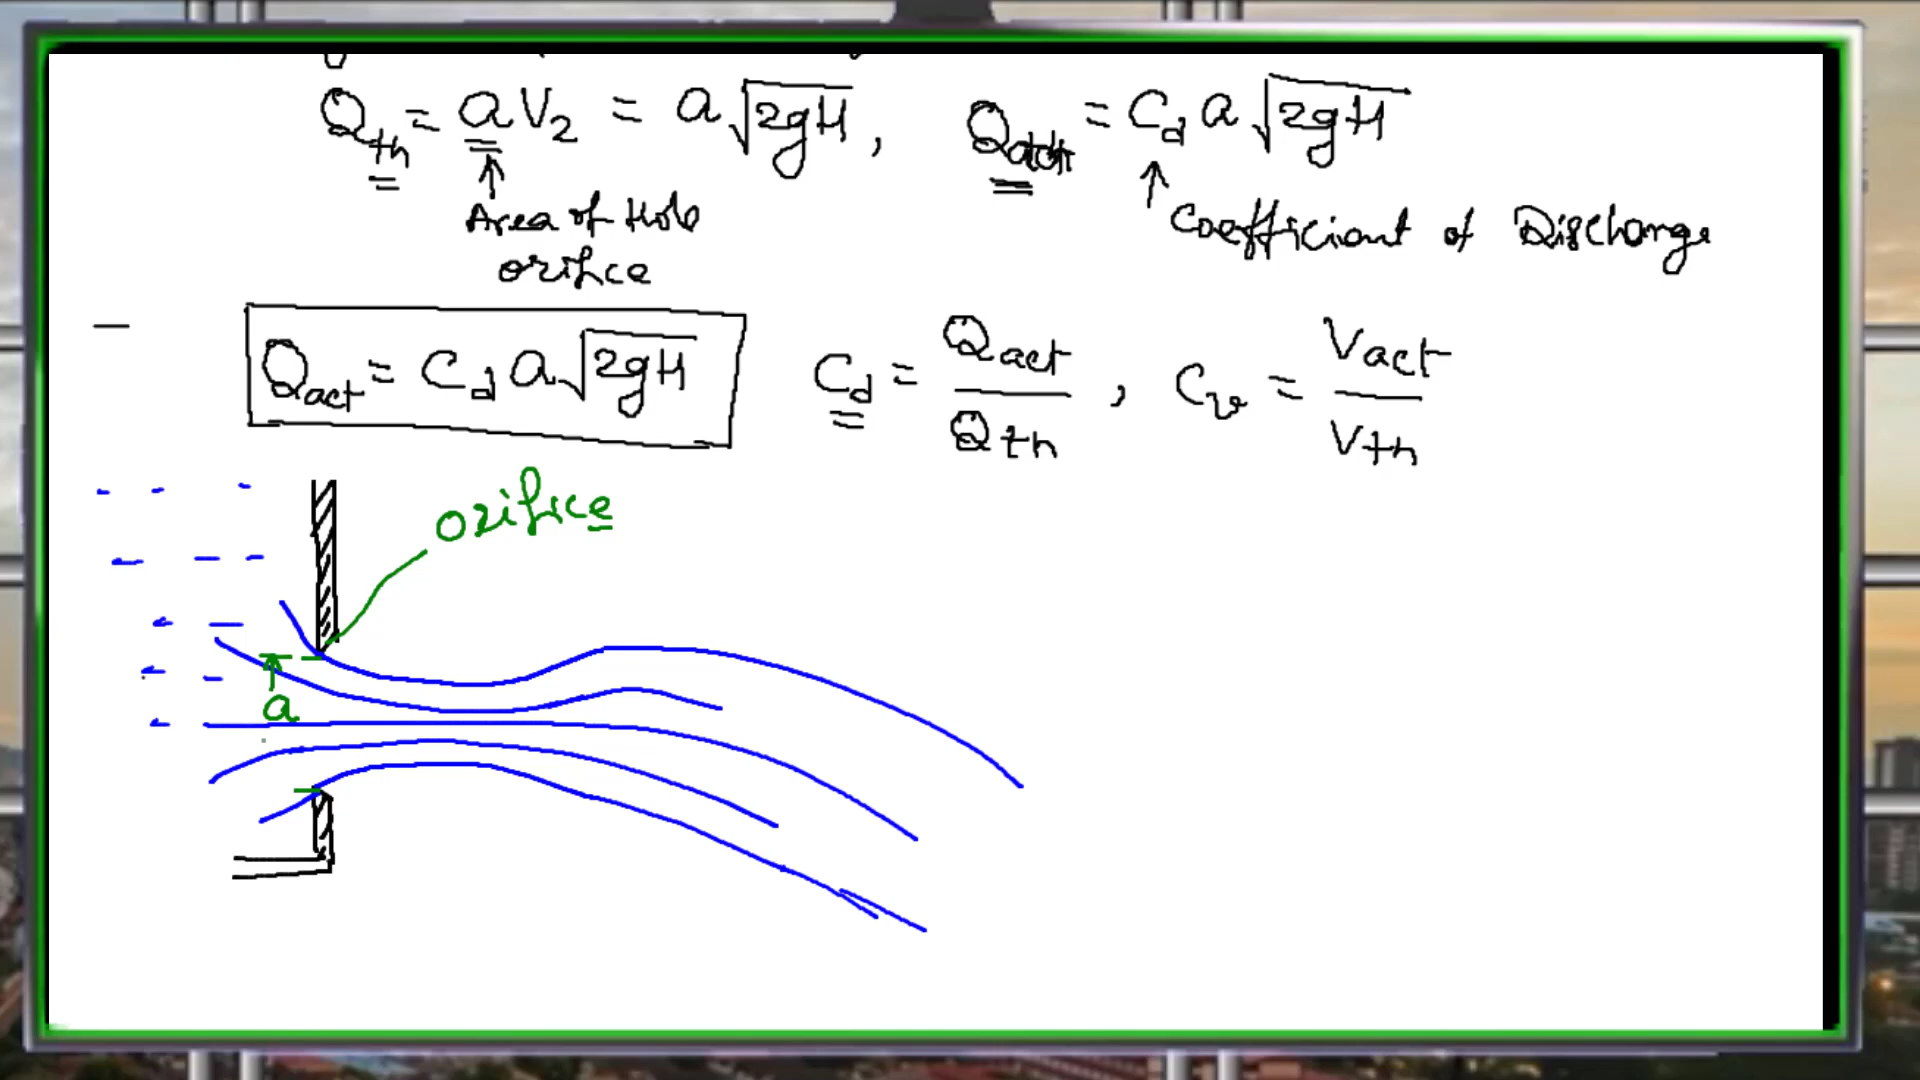 Qth = a V2 = a √2gH , Qact = Cd a √2gH
Area of Hole
orifice
Coefficient of Discharge
Qact = Cd a √2gH
Cd = Qact / Qth , Cv = Vact / Vth
orifice
a